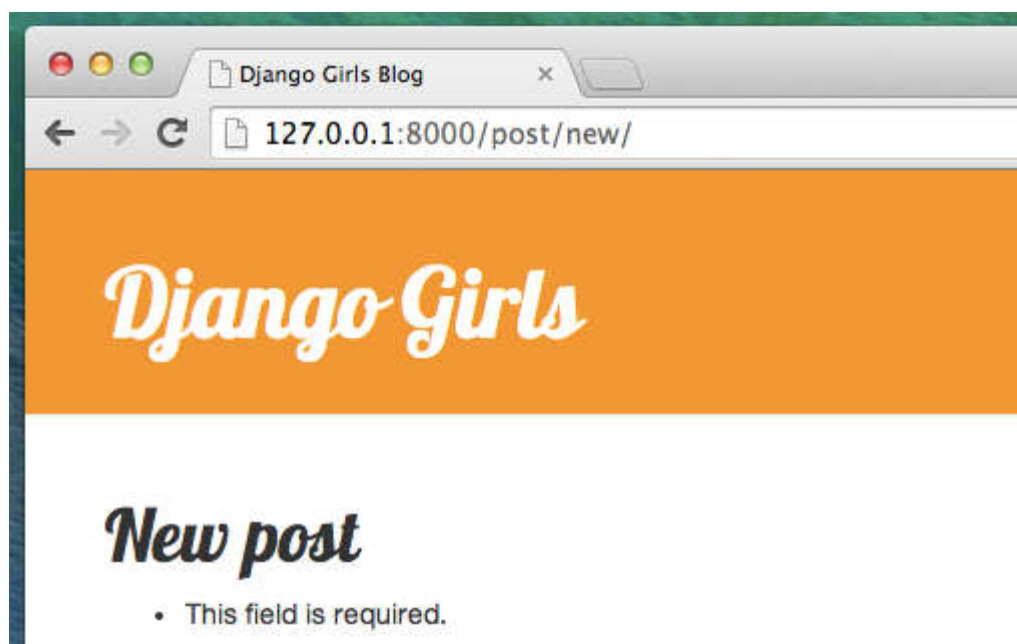 Django Girls Blog
127.0.0.1:8000/post/new/
Django Girls
New post
• This field is required.